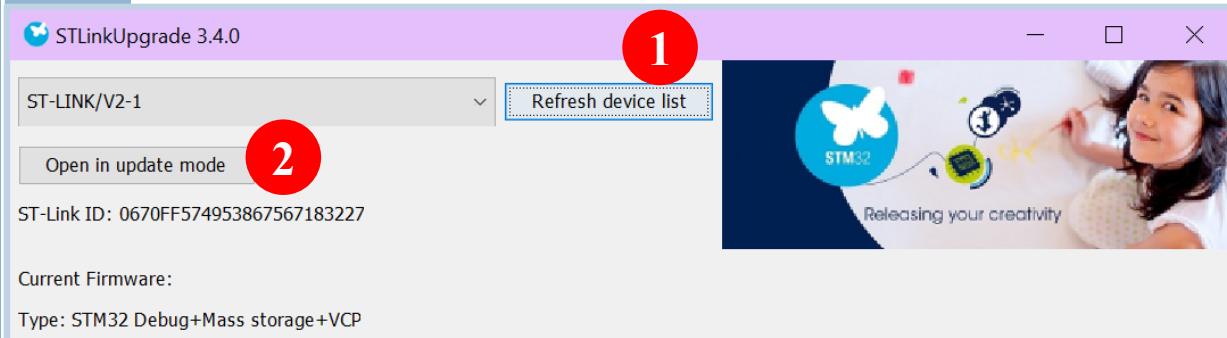 STLinkUpgrade 3.4.0
1
ST-LINK/V2-1
Refresh device list
Open in update mode
2
STM32
Releasing your creativity
ST-Link ID: 0670FF574953867567183227
Current Firmware:
Type: STM32 Debug+Mass storage+VCP